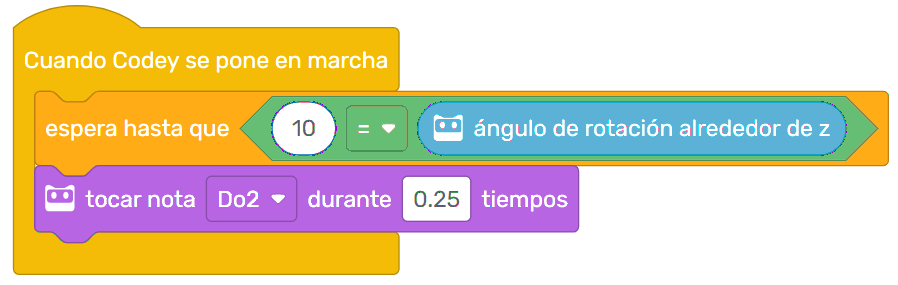 Cuando Codey se pone en marcha
espera hasta que 10 = ángulo de rotación alrededor de z
tocar nota Do2 durante 0.25 tiempos